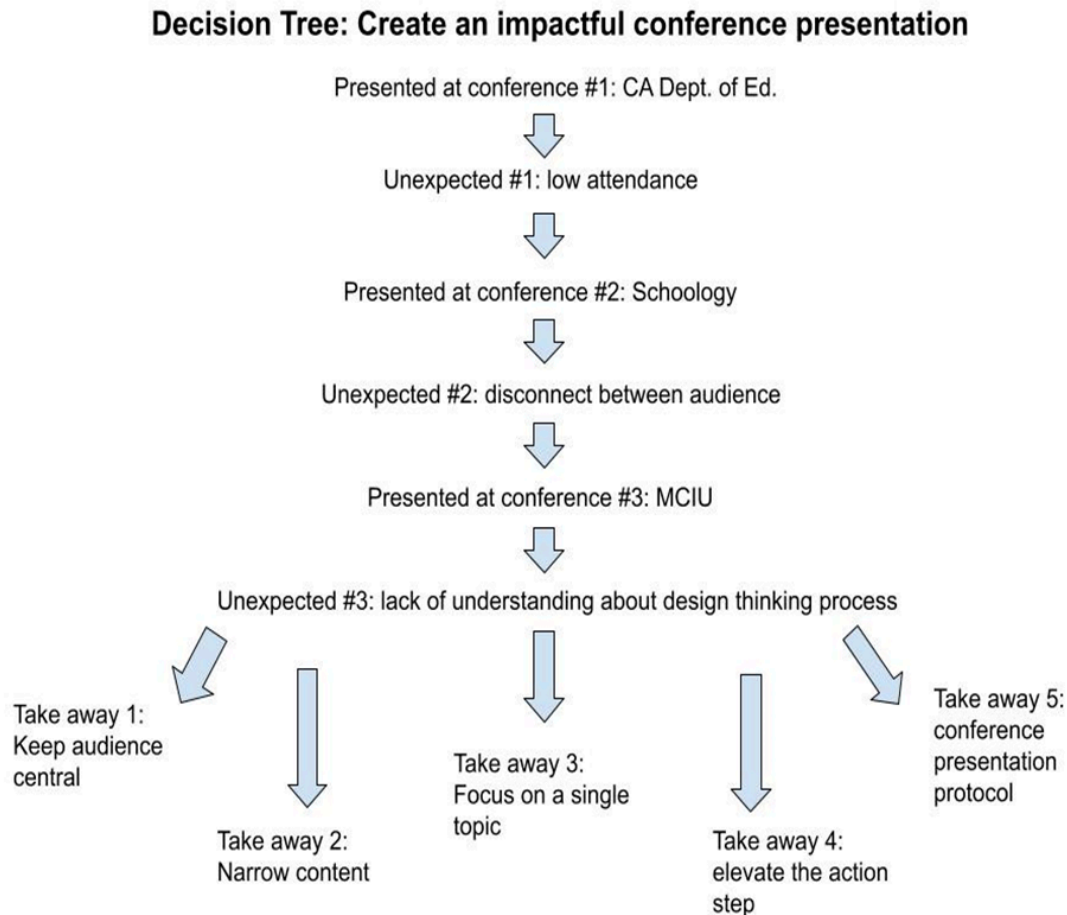 Decision Tree: Create an impactful conference presentation
Presented at conference #1: CA Dept. of Ed.
Unexpected #1: low attendance
Presented at conference #2: Schoology
Unexpected #2: disconnect between audience
Presented at conference #3: MCIU
Unexpected #3: lack of understanding about design thinking process
Take away 1:
Keep audience
central
Take away 2:
Narrow content
Take away 3:
Focus on a single
topic
Take away 4:
elevate the action
step
Take away 5:
conference
presentation
protocol